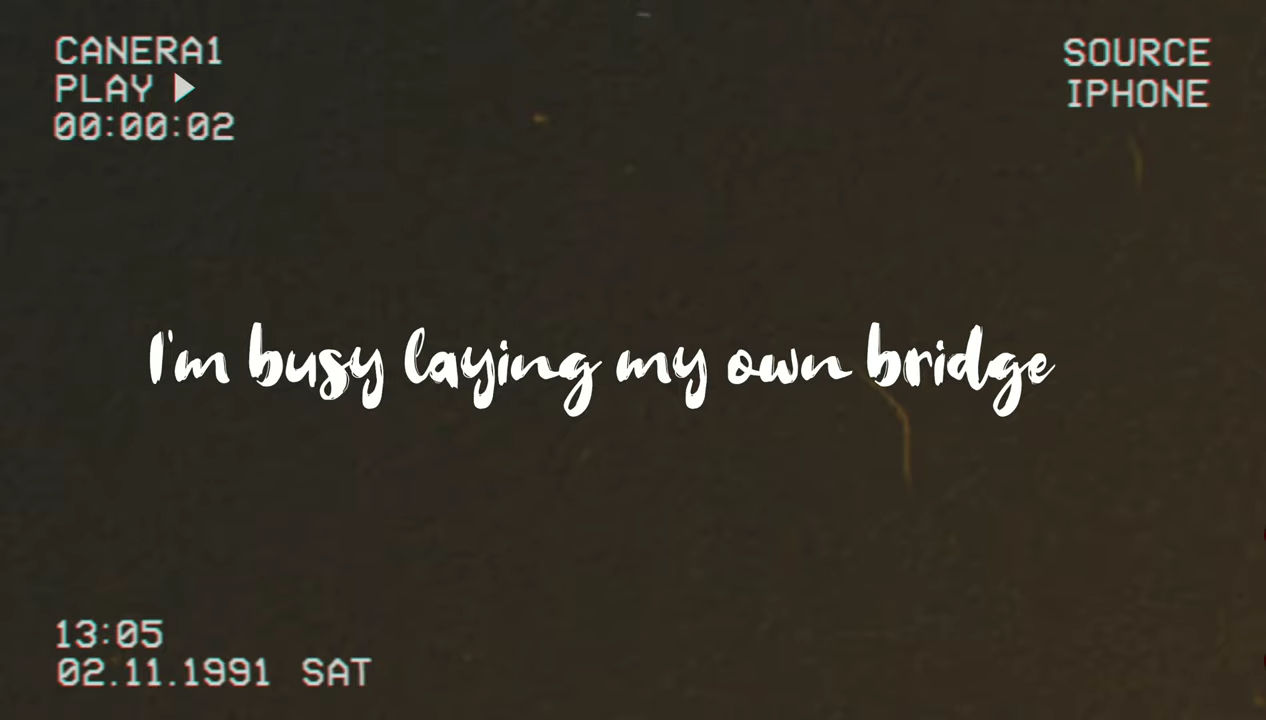 CANERA1
PLAY
00:00:02
SOURCE
IPHONE
I'm busy laying my own bridge
13:05
02.11.1991 SAT